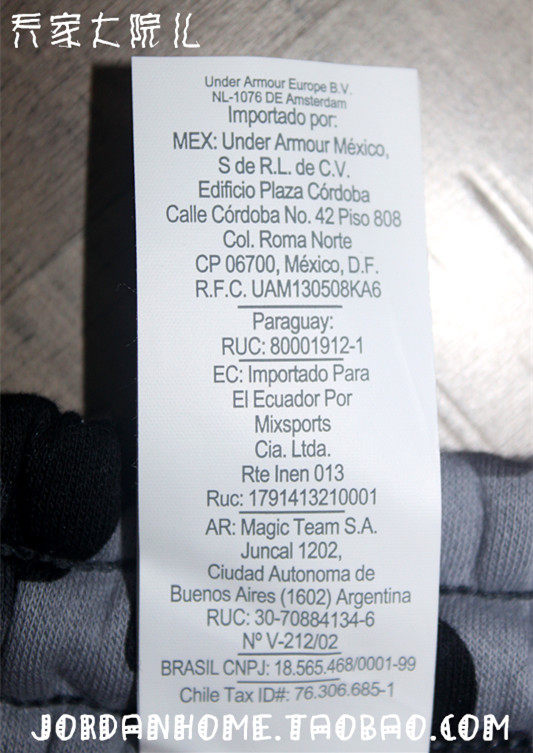 乔家大院儿
Under Armour Europe B.V.
NL-1076 DE Amsterdam
Importado por:
MEX: Under Armour México,
S de R.L. de C.V.
Edificio Plaza Córdoba
Calle Córdoba No. 42 Piso 808
Col. Roma Norte
CP 06700, México, D.F.
R.F.C. UAM130508KA6
Paraguay:
RUC: 80001912-1
EC: Importado Para
El Ecuador Por
Mixsports
Cia. Ltda.
Rte Inen 013
Ruc: 1791413210001
AR: Magic Team S.A.
Juncal 1202,
Ciudad Autonoma de
Buenos Aires (1602) Argentina
RUC: 30-70884134-6
Nº V-212/02
BRASIL CNPJ: 18.565.468/0001-99
Chile Tax ID#: 76.306.685-1
JORDANHOME.TAOBAO.COM